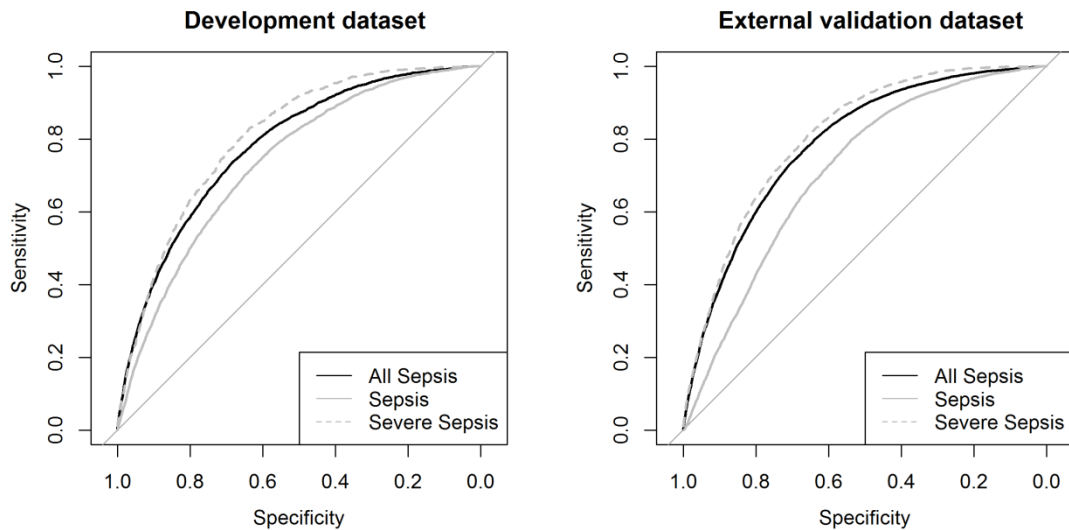 Development dataset
Sensitivity
1.0
0.8
0.6
0.4
0.2
0.0
All Sepsis
Sepsis
Severe Sepsis
1.0 0.8 0.6 0.4 0.2 0.0
Specificity
External validation dataset
Sensitivity
1.0
0.8
0.6
0.4
0.2
0.0
All Sepsis
Sepsis
Severe Sepsis
1.0 0.8 0.6 0.4 0.2 0.0
Specificity